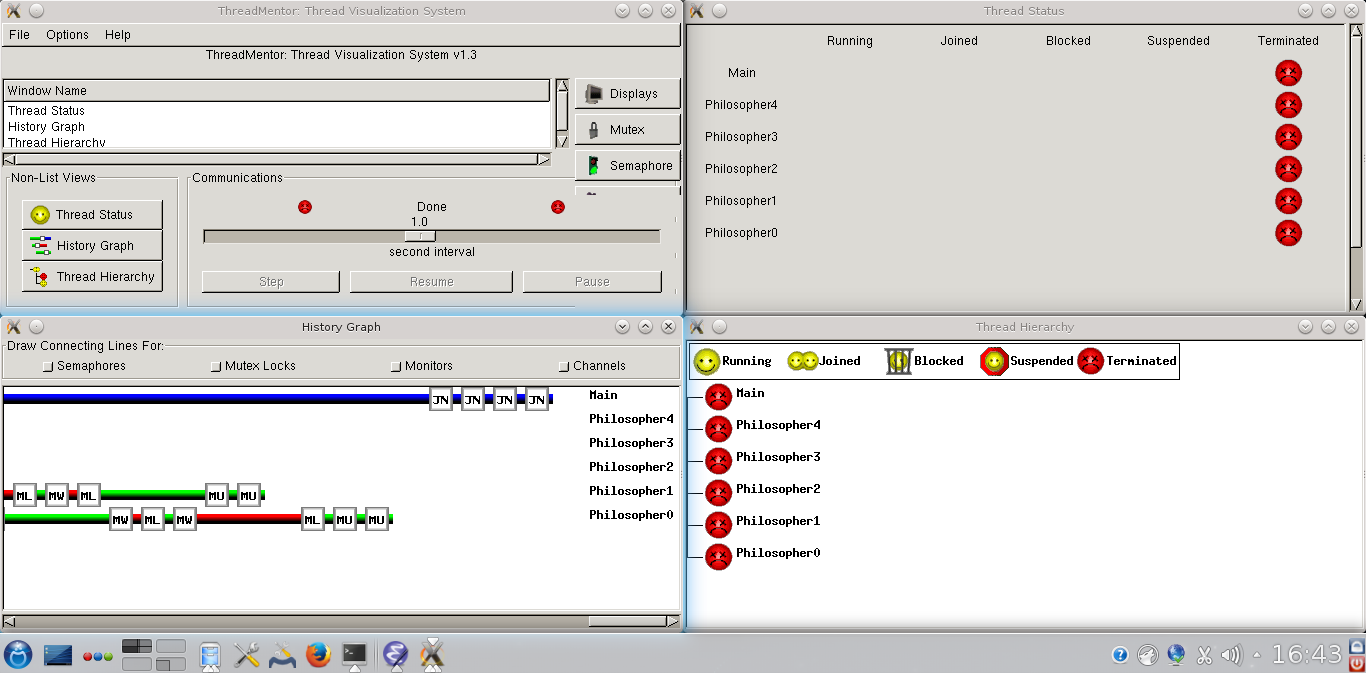 ThreadMentor: Thread Visualization System
File Options Help
ThreadMentor: Thread Visualization System v1.3
Window Name
Thread Status
History Graph
Thread Hierarchy
Displays
Mutex
Semaphore
Non-List Views
Thread Status
History Graph
Thread Hierarchy
Communications
Done
1.0
second interval
Step Resume Pause
Thread Status
Running Joined Blocked Suspended Terminated
Main
Philosopher4
Philosopher3
Philosopher2
Philosopher1
Philosopher0
History Graph
Draw Connecting Lines For:
Semaphores Mutex Locks Monitors Channels
JN JN JN JN Main
Philosopher4
Philosopher3
Philosopher2
ML MW ML MU MU Philosopher1
MW ML MW ML MU MU Philosopher0
Thread Hierarchy
Running Joined Blocked Suspended Terminated
Main
Philosopher4
Philosopher3
Philosopher2
Philosopher1
Philosopher0
16:43